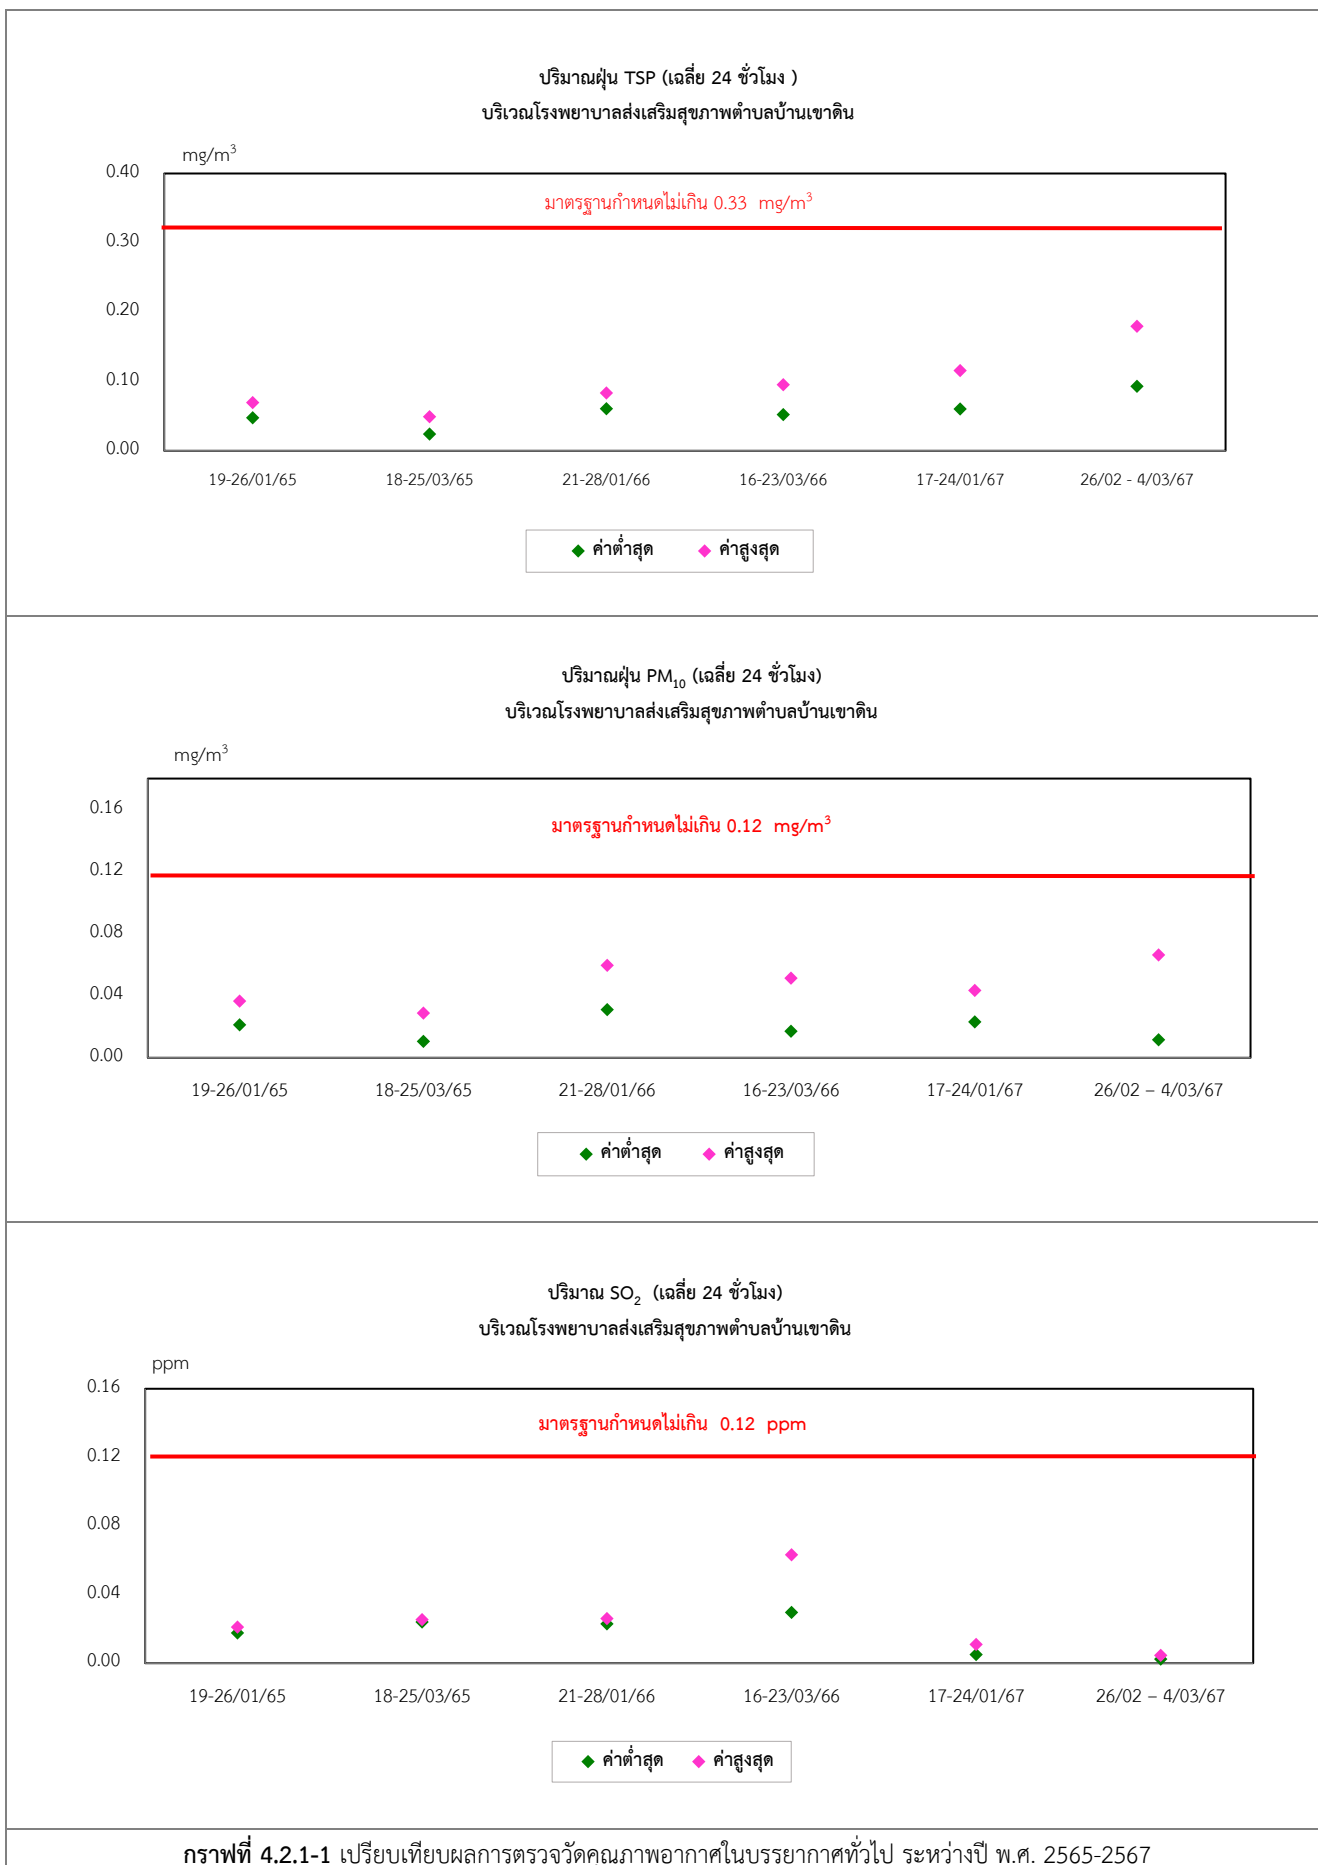 ปริมาณฝุ่น TSP (เฉลี่ย 24 ชั่วโมง )
บริเวณโรงพยาบาลส่งเสริมสุขภาพตำบลบ้านเขาดิน
mg/m³
0.40
มาตรฐานกำหนดไม่เกิน 0.33 mg/m³
0.30
0.20
0.10
0.00
19-26/01/65 18-25/03/65 21-28/01/66 16-23/03/66 17-24/01/67 26/02 - 4/03/67
ค่าต่ำสุด ค่าสูงสุด
ปริมาณฝุ่น PM₁₀ (เฉลี่ย 24 ชั่วโมง)
บริเวณโรงพยาบาลส่งเสริมสุขภาพตำบลบ้านเขาดิน
mg/m³
0.16
มาตรฐานกำหนดไม่เกิน 0.12 mg/m³
0.12
0.08
0.04
0.00
19-26/01/65 18-25/03/65 21-28/01/66 16-23/03/66 17-24/01/67 26/02 – 4/03/67
ค่าต่ำสุด ค่าสูงสุด
ปริมาณ SO₂ (เฉลี่ย 24 ชั่วโมง)
บริเวณโรงพยาบาลส่งเสริมสุขภาพตำบลบ้านเขาดิน
ppm
0.16
มาตรฐานกำหนดไม่เกิน 0.12 ppm
0.12
0.08
0.04
0.00
19-26/01/65 18-25/03/65 21-28/01/66 16-23/03/66 17-24/01/67 26/02 – 4/03/67
ค่าต่ำสุด ค่าสูงสุด
กราฟที่ 4.2.1-1 เปรียบเทียบผลการตรวจวัดคุณภาพอากาศในบรรยากาศทั่วไป ระหว่างปี พ.ศ. 2565-2567